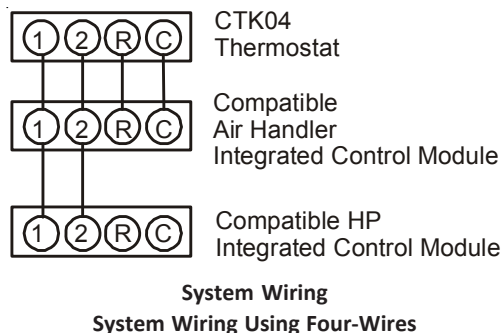 1 2 R C
CTK04
Thermostat
1 2 R C
Compatible
Air Handler
Integrated Control Module
1 2 R C
Compatible HP
Integrated Control Module
System Wiring
System Wiring Using Four-Wires